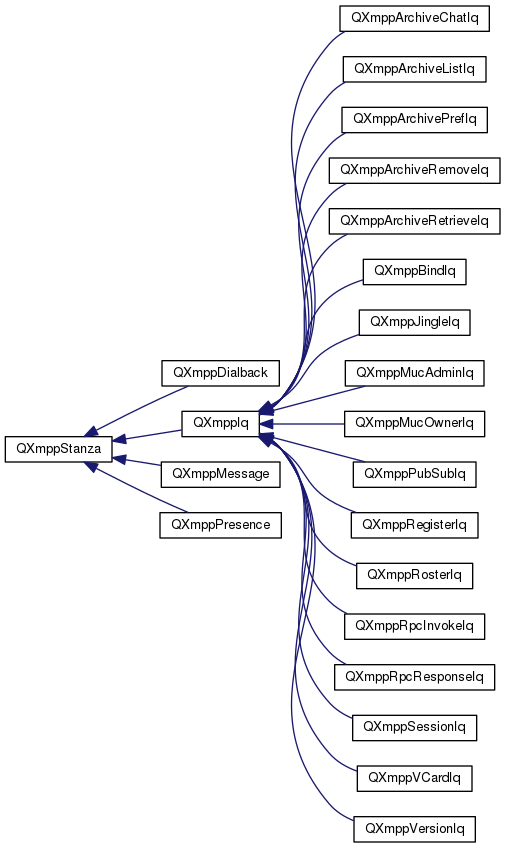 QXmppStanza
QXmppDialback
QXmppIq
QXmppMessage
QXmppPresence
QXmppArchiveChatIq
QXmppArchiveListIq
QXmppArchivePrefIq
QXmppArchiveRemoveIq
QXmppArchiveRetrieveIq
QXmppBindIq
QXmppJingleIq
QXmppMucAdminIq
QXmppMucOwnerIq
QXmppPubSubIq
QXmppRegisterIq
QXmppRosterIq
QXmppRpcInvokeIq
QXmppRpcResponseIq
QXmppSessionIq
QXmppVCardIq
QXmppVersionIq